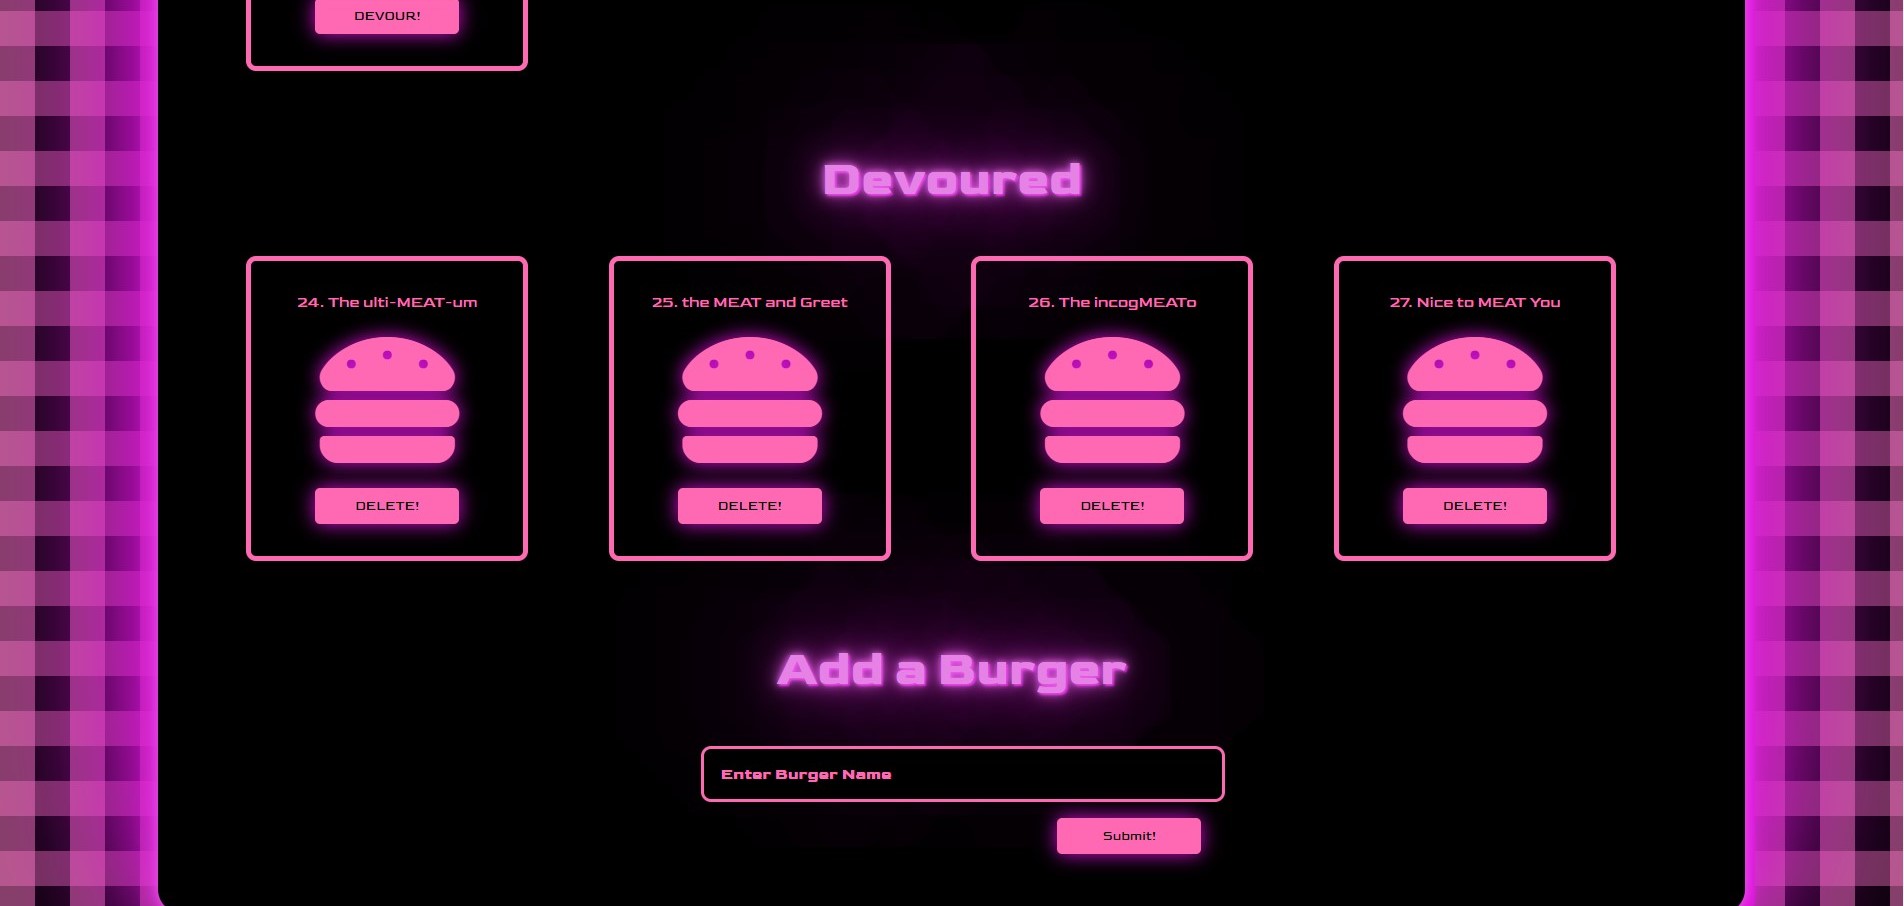 DEVOUR!
Devoured
24. The ulti-MEAT-um
25. the MEAT and Greet
26. The incogMEATo
27. Nice to MEAT You
DELETE!
DELETE!
DELETE!
DELETE!
Add a Burger
Enter Burger Name
Submit!